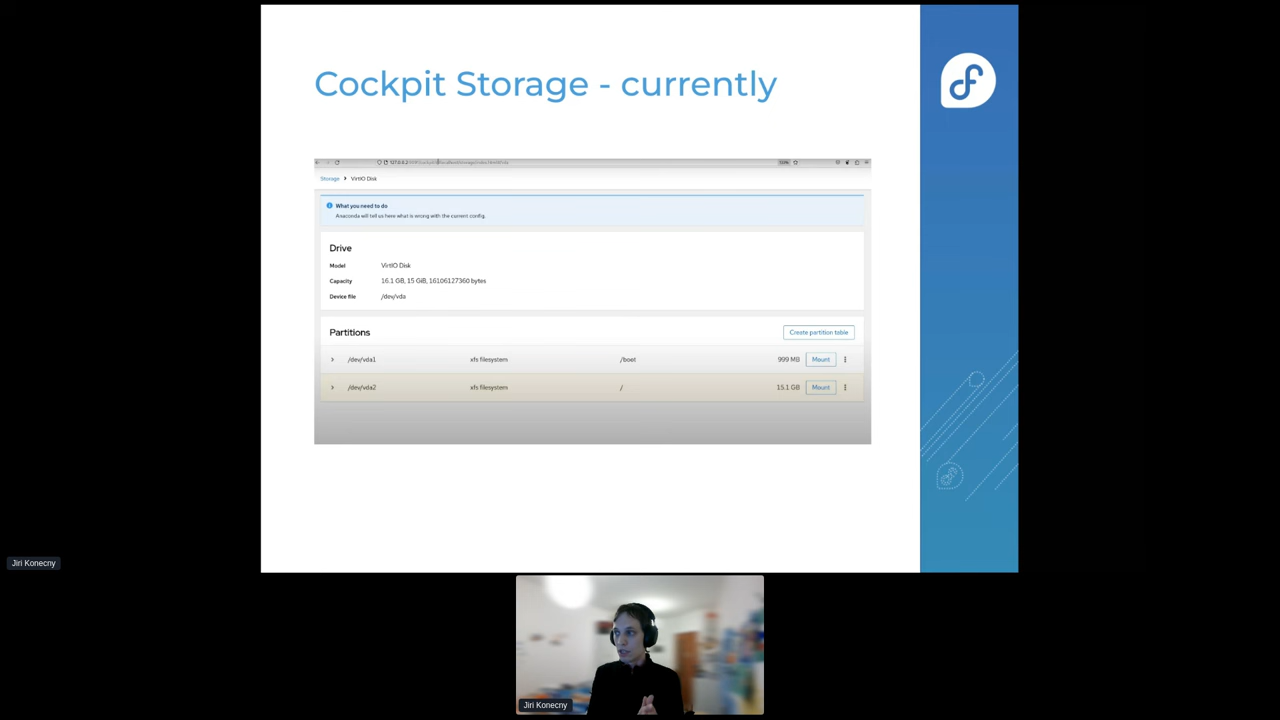 Cockpit Storage - currently
Storage VirtIO Disk
What you need to do
Anaconda will tell us here what is wrong with the current config.
Drive
Model VirtIO Disk
Capacity 16.1 GB, 15 GiB, 16106127360 bytes
Device file /dev/vda
Partitions Create partition table
/dev/vda1 xfs filesystem /boot 999 MB Mount
/dev/vda2 xfs filesystem / 15.1 GB Mount
Jiri Konecny
Jiri Konecny